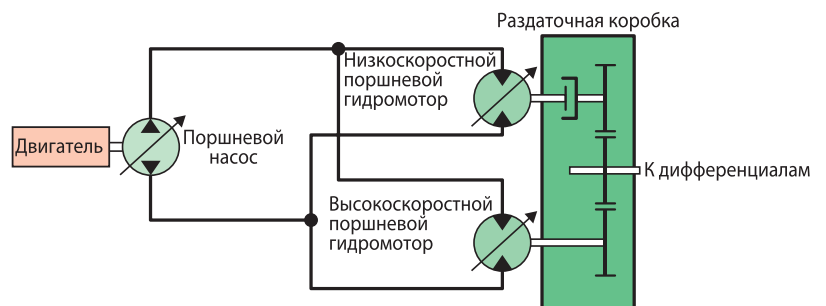 Раздаточная коробка
Низкоскоростной
поршневой
гидромотор
Двигатель
Поршневой
насос
К дифференциалам
Высокоскоростной
поршневой
гидромотор